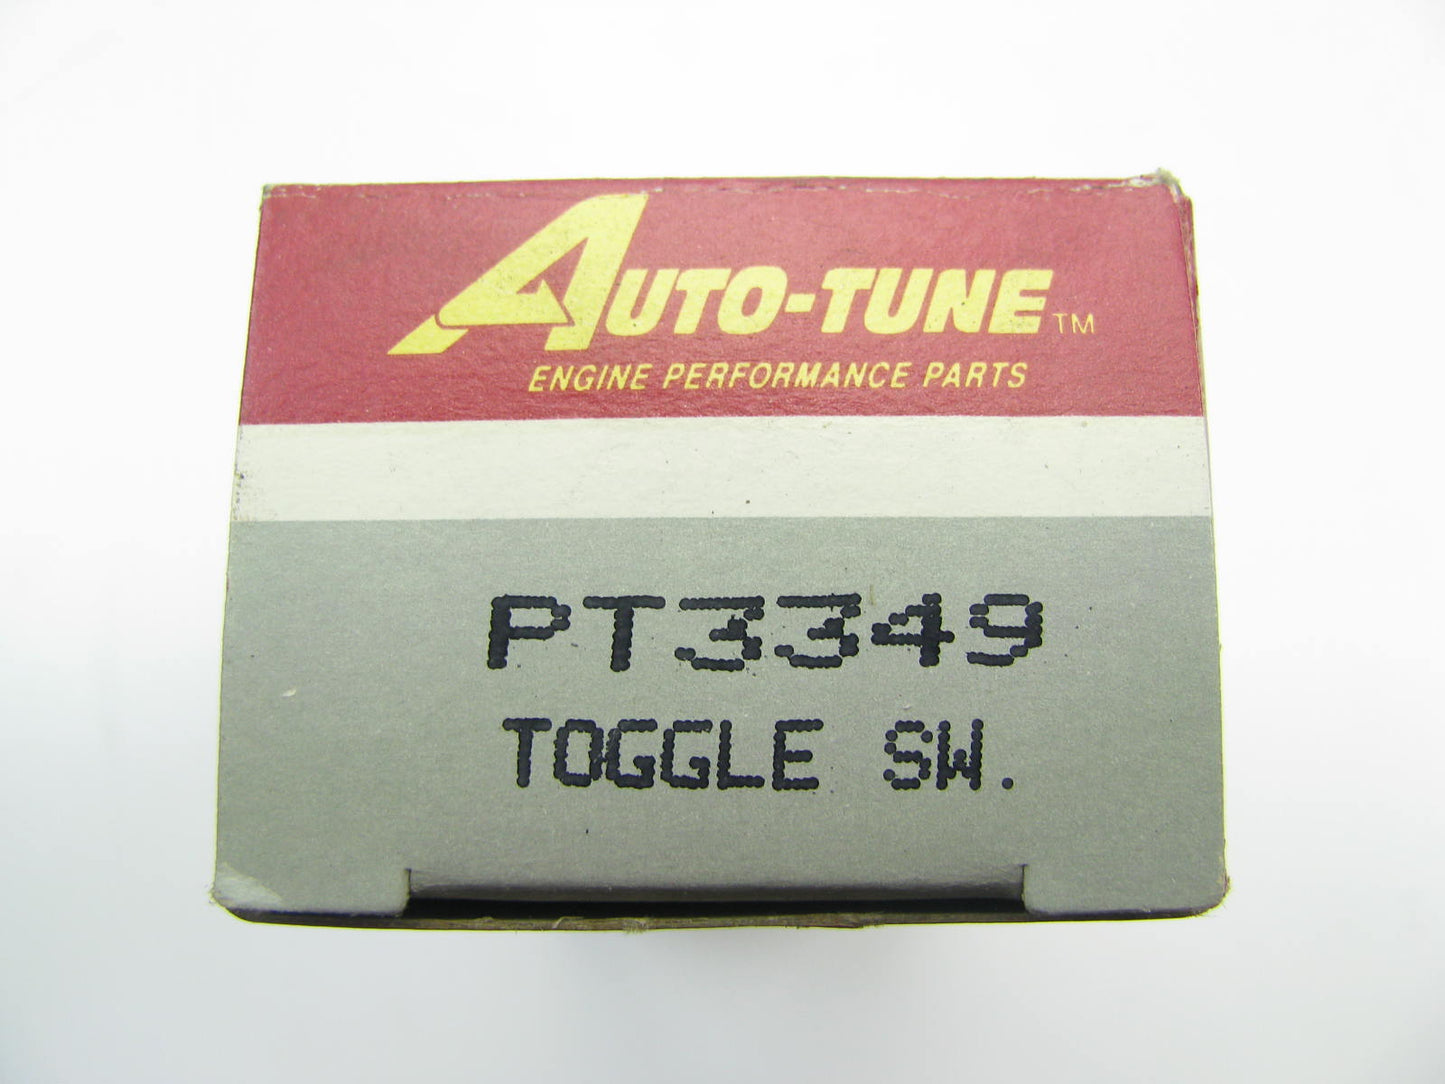 AUTO-TUNE™
ENGINE PERFORMANCE PARTS
PT3349
TOGGLE SW.